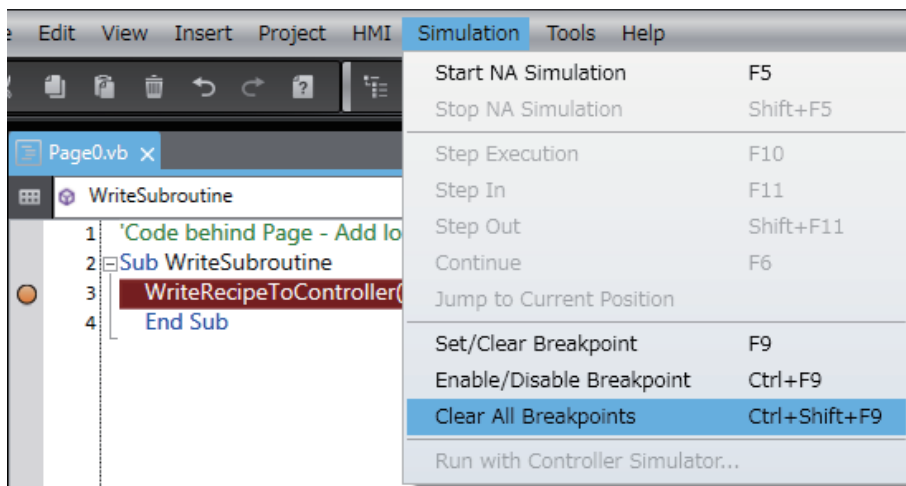 Edit View Insert Project HMI Simulation Tools Help
Start NA Simulation F5
Stop NA Simulation Shift+F5
Step Execution F10
Step In F11
Step Out Shift+F11
Continue F6
Jump to Current Position
Set/Clear Breakpoint F9
Enable/Disable Breakpoint Ctrl+F9
Clear All Breakpoints Ctrl+Shift+F9
Run with Controller Simulator...
Page0.vb
WriteSubroutine
1 'Code behind Page - Add lo
2 Sub WriteSubroutine
3 WriteRecipeToController(
4 End Sub